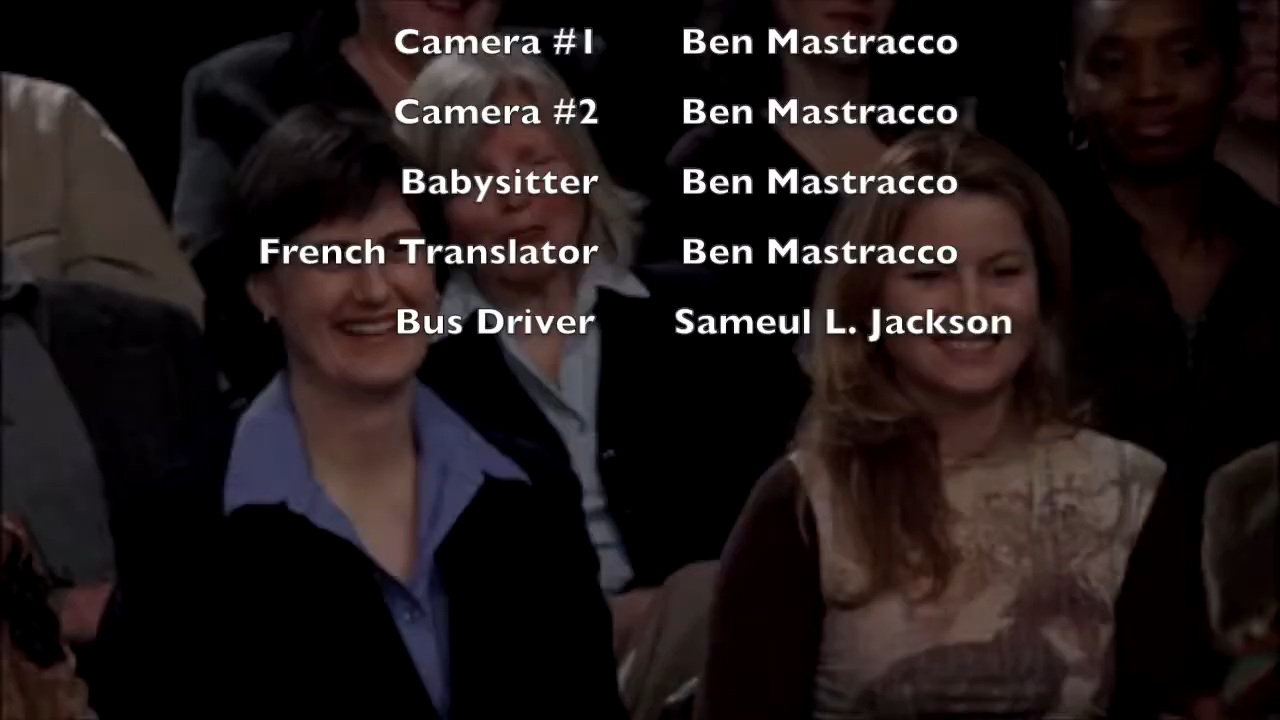 Camera #1 Ben Mastracco
Camera #2 Ben Mastracco
Babysitter Ben Mastracco
French Translator Ben Mastracco
Bus Driver Sameul L. Jackson